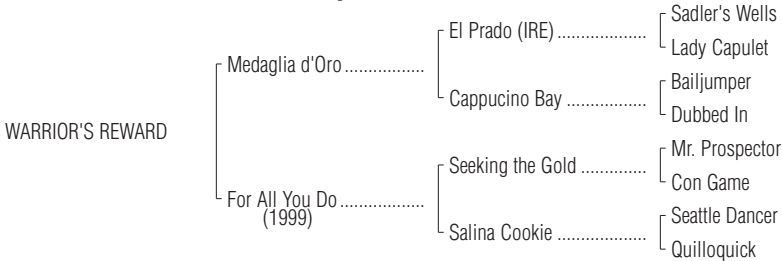 Sadler's Wells
El Prado (IRE) ...................
Lady Capulet
Medaglia d'Oro .................
Bailjumper
Cappucino Bay .................
Dubbed In
WARRIOR'S REWARD
Mr. Prospector
Seeking the Gold ..............
Con Game
For All You Do ..................
(1999)
Seattle Dancer
Salina Cookie ...................
Quilloquick